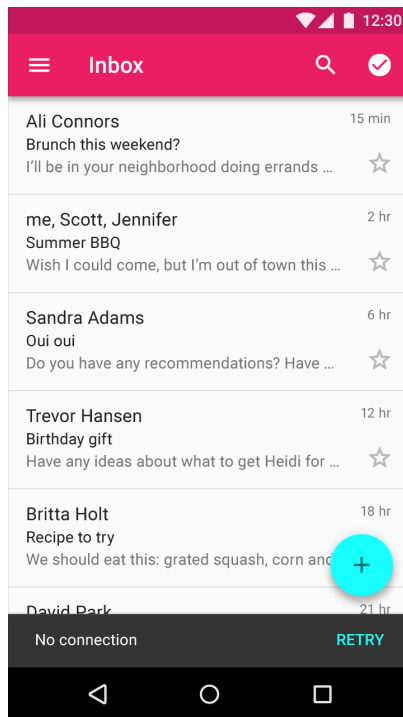 12:30
Inbox
Ali Connors
15 min
Brunch this weekend?
I’ll be in your neighborhood doing errands …
me, Scott, Jennifer
2 hr
Summer BBQ
Wish I could come, but I’m out of town this …
Sandra Adams
6 hr
Oui oui
Do you have any recommendations? Have …
Trevor Hansen
12 hr
Birthday gift
Have any ideas about what to get Heidi for …
Britta Holt
18 hr
Recipe to try
We should eat this: grated squash, corn and
David Park
21 hr
No connection
RETRY